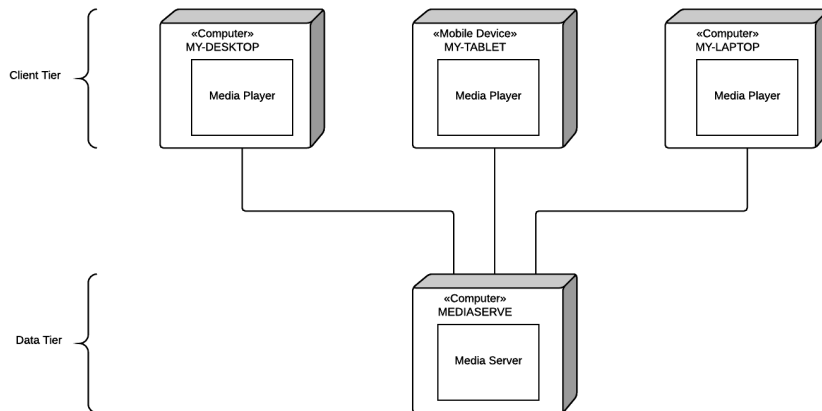 Client Tier
«Computer»
MY-DESKTOP
Media Player
«Mobile Device»
MY-TABLET
Media Player
«Computer»
MY-LAPTOP
Media Player
Data Tier
«Computer»
MEDIASERVE
Media Server